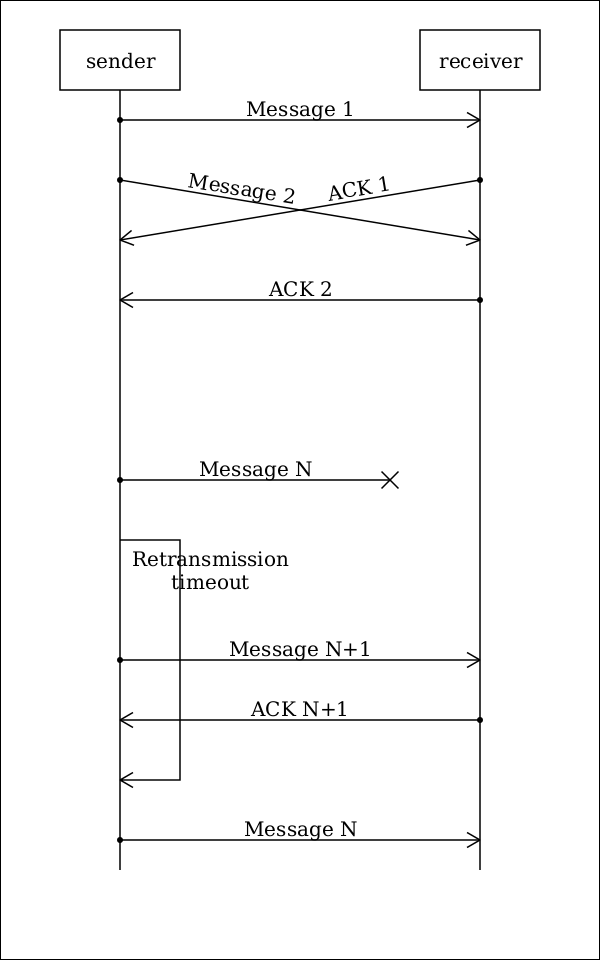 sender
receiver
Message 1
Message 2
ACK 1
ACK 2
Message N
Retransmission
timeout
Message N+1
ACK N+1
Message N